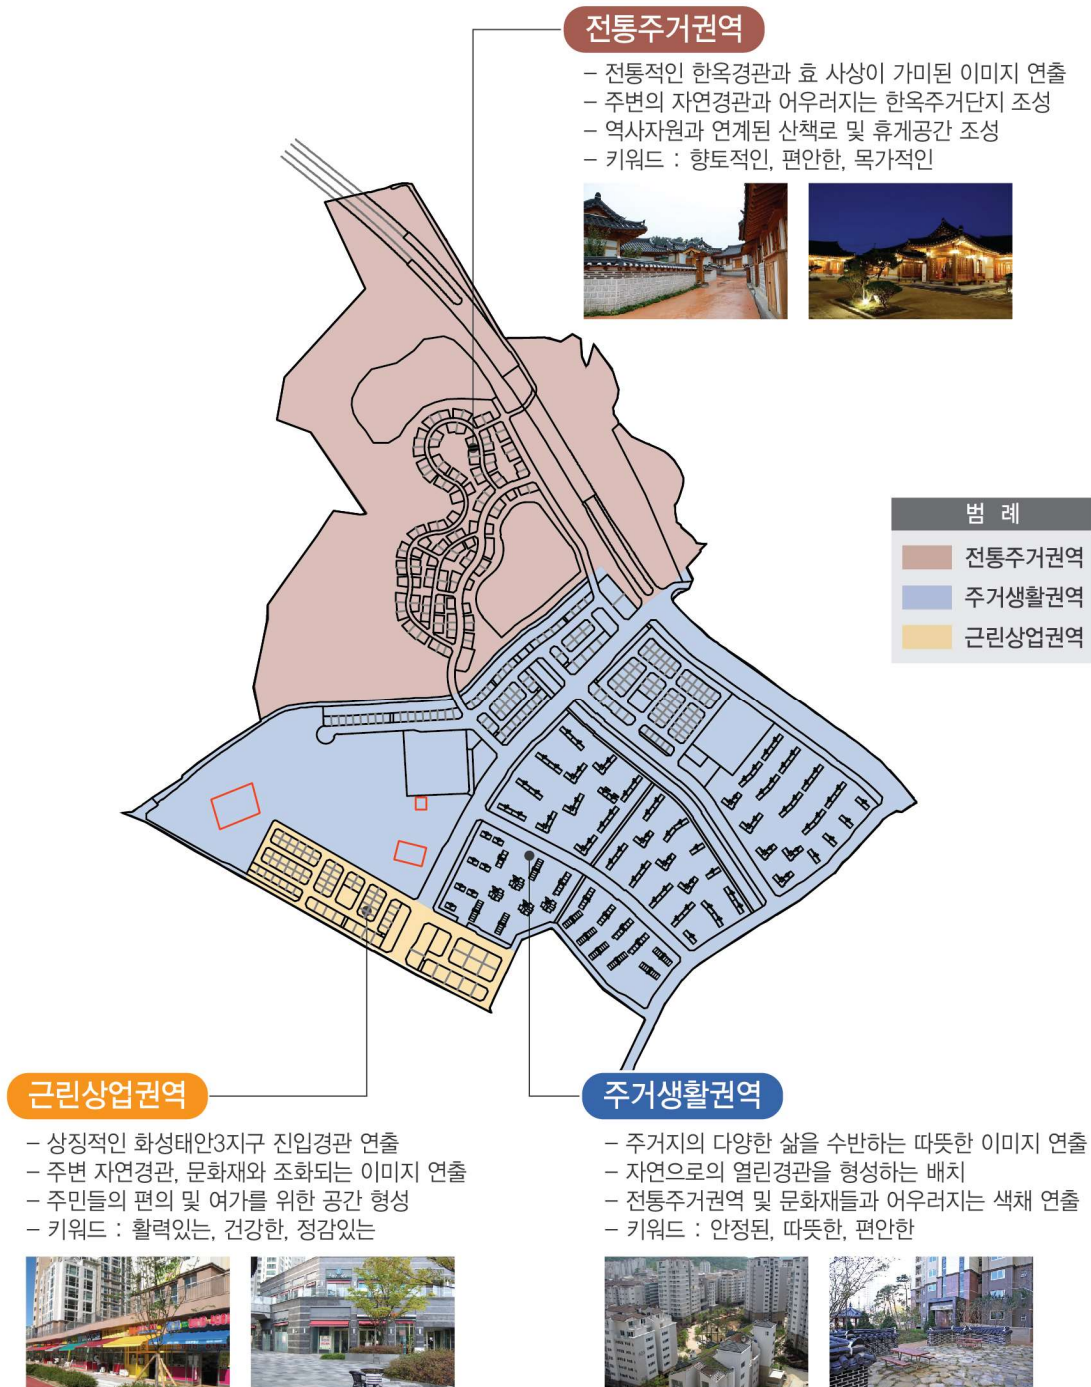 전통주거권역
- 전통적인 한옥경관과 효 사상이 가미된 이미지 연출
- 주변의 자연경관과 어우러지는 한옥주거단지 조성
- 역사자원과 연계된 산책로 및 휴게공간 조성
- 키워드 : 향토적인, 편안한, 목가적인
범 례
전통주거권역
주거생활권역
근린상업권역
근린상업권역
- 상징적인 화성태안3지구 진입경관 연출
- 주변 자연경관, 문화재와 조화되는 이미지 연출
- 주민들의 편의 및 여가를 위한 공간 형성
- 키워드 : 활력있는, 건강한, 정감있는
주거생활권역
- 주거지의 다양한 삶을 수반하는 따뜻한 이미지 연출
- 자연으로의 열린경관을 형성하는 배치
- 전통주거권역 및 문화재들과 어우러지는 색채 연출
- 키워드 : 안정된, 따뜻한, 편안한